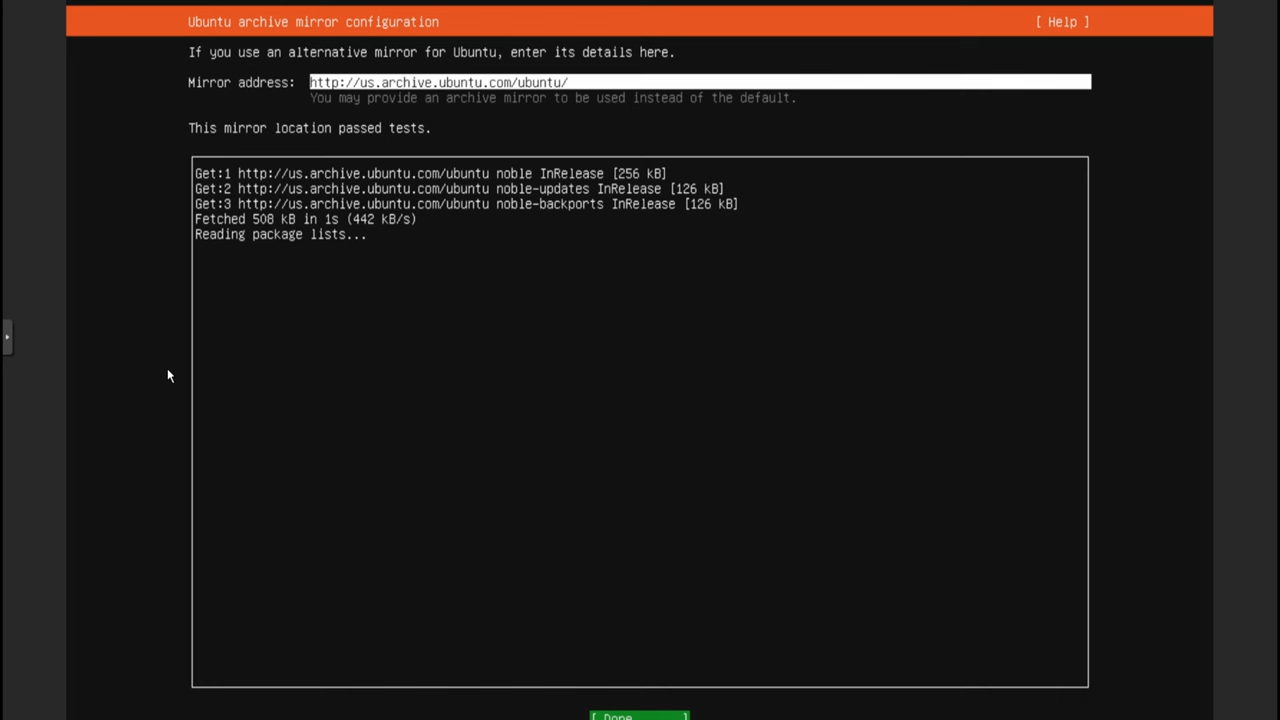 Ubuntu archive mirror configuration [ Help ]
If you use an alternative mirror for Ubuntu, enter its details here.
Mirror address: http://us.archive.ubuntu.com/ubuntu/
You may provide an archive mirror to be used instead of the default.
This mirror location passed tests.
Get:1 http://us.archive.ubuntu.com/ubuntu noble InRelease [256 kB]
Get:2 http://us.archive.ubuntu.com/ubuntu noble-updates InRelease [126 kB]
Get:3 http://us.archive.ubuntu.com/ubuntu noble-backports InRelease [126 kB]
Fetched 508 kB in 1s (442 kB/s)
Reading package lists...
[ Done ]